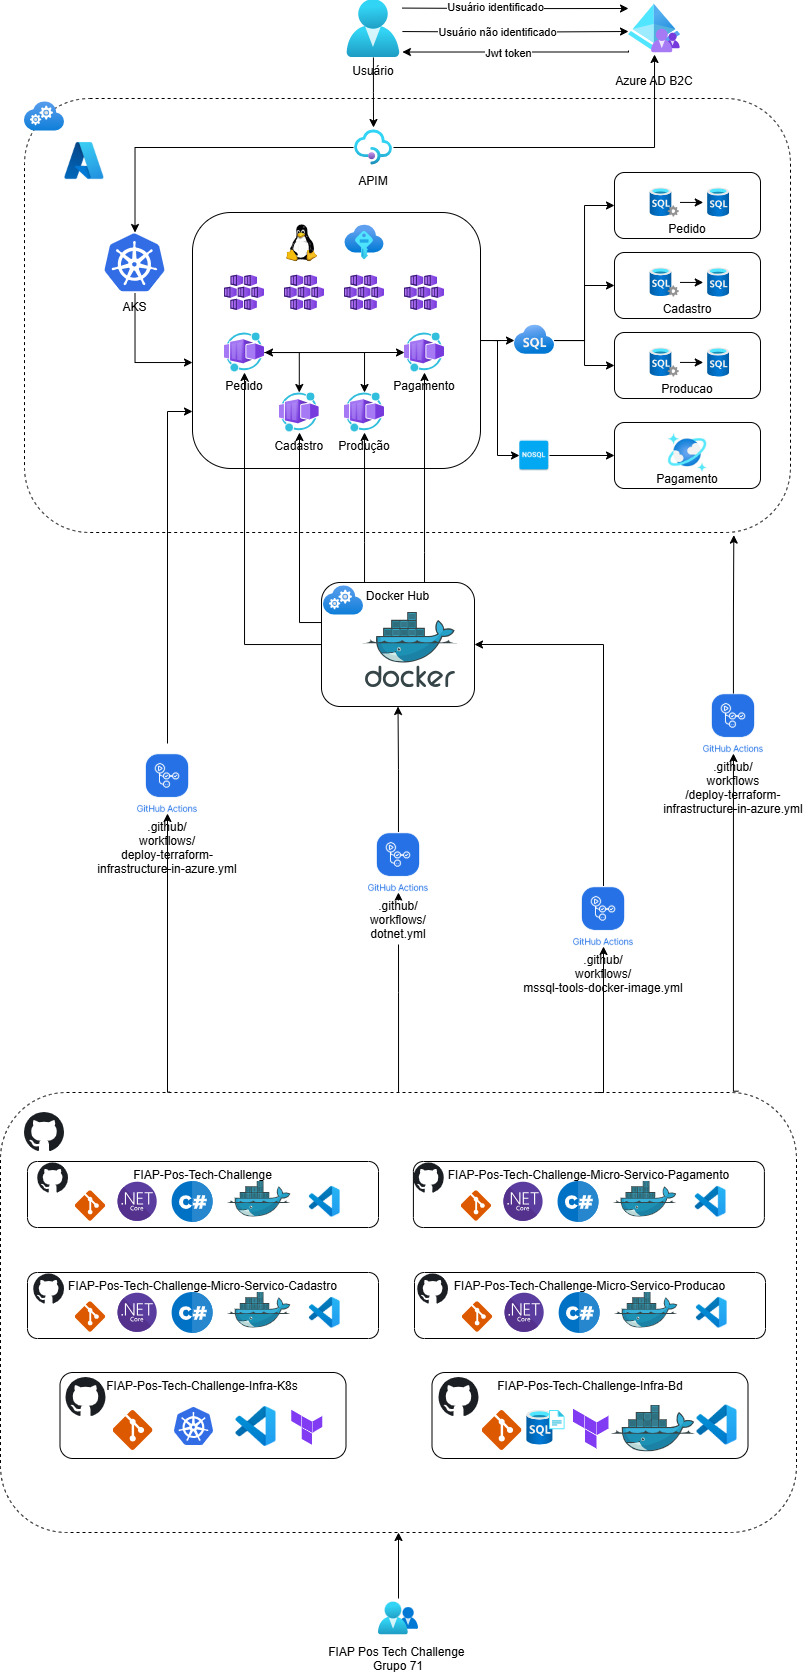 Usuário identificado
Usuário não identificado
Jwt token
Usuário
Azure AD B2C
APIM
AKS
SQL
SQL
Pedido
SQL
SQL
Cadastro
SQL
SQL
SQL
Producao
Pedido
Pagamento
Cadastro
Produção
NOSQL
Pagamento
Docker Hub
docker
GitHub Actions
.github/
workflows
/deploy-terraform-
infrastructure-in-azure.yml
GitHub Actions
.github/
workflows/
deploy-terraform-
infrastructure-in-azure.yml
GitHub Actions
.github/
workflows/
dotnet.yml
GitHub Actions
.github/
workflows/
mssql-tools-docker-image.yml
FIAP-Pos-Tech-Challenge
.NET
Core
C#
FIAP-Pos-Tech-Challenge-Micro-Servico-Pagamento
.NET
Core
C#
FIAP-Pos-Tech-Challenge-Micro-Servico-Cadastro
.NET
Core
C#
FIAP-Pos-Tech-Challenge-Micro-Servico-Producao
.NET
Core
C#
FIAP-Pos-Tech-Challenge-Infra-K8s
FIAP-Pos-Tech-Challenge-Infra-Bd
SQL
FIAP Pos Tech Challenge
Grupo 71